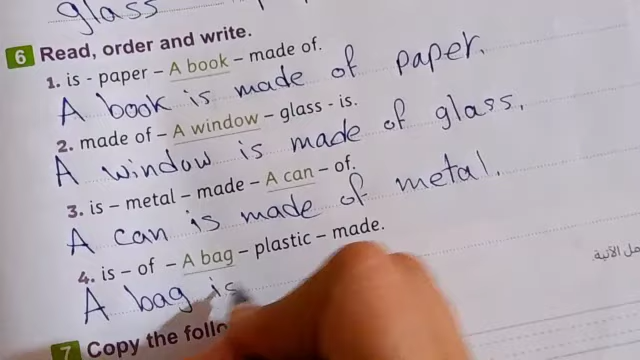 glass
6 Read, order and write.
1. is - paper – A book – made of.
A book is made of paper.
2. made of – A window – glass - is.
A window is made of glass.
3. is – metal – made – A can – of.
A can is made of metal.
4. is – of – A bag – plastic – made.
A bag is
7 Copy the follo